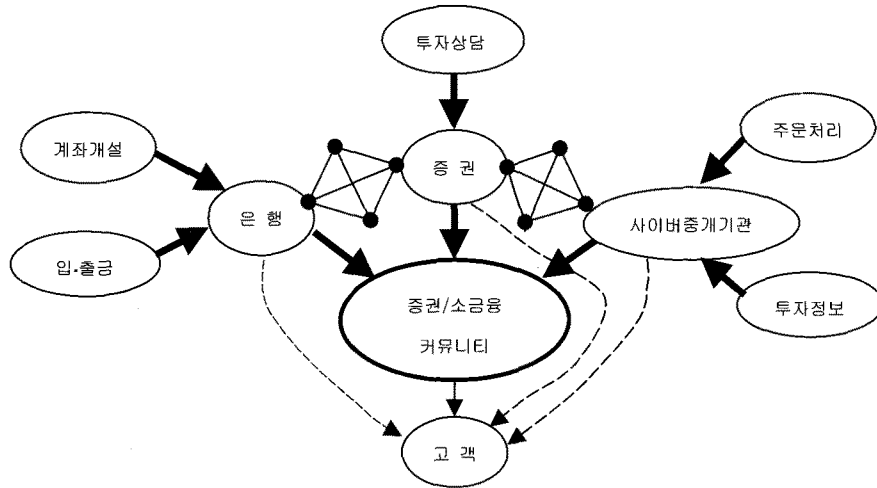 투자상담
계좌개설
주문처리
증 권
은 행
사이버중개기관
입·출금
증권/소금융
커뮤니티
투자정보
고 객